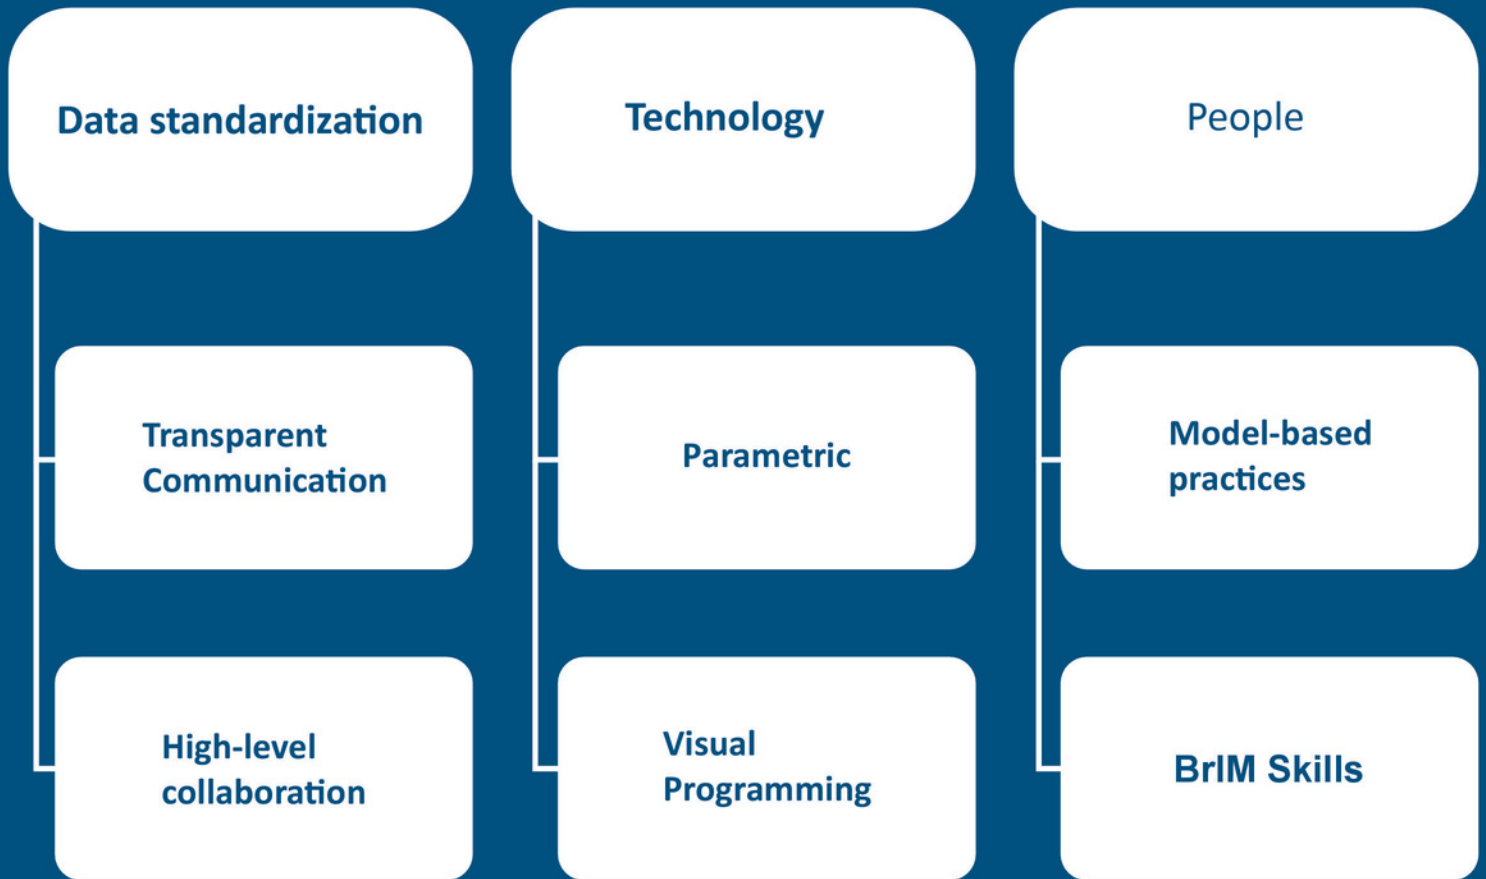 Data standardization
Transparent
Communication
High-level
collaboration
Technology
Parametric
Visual
Programming
People
Model-based
practices
BrIM Skills